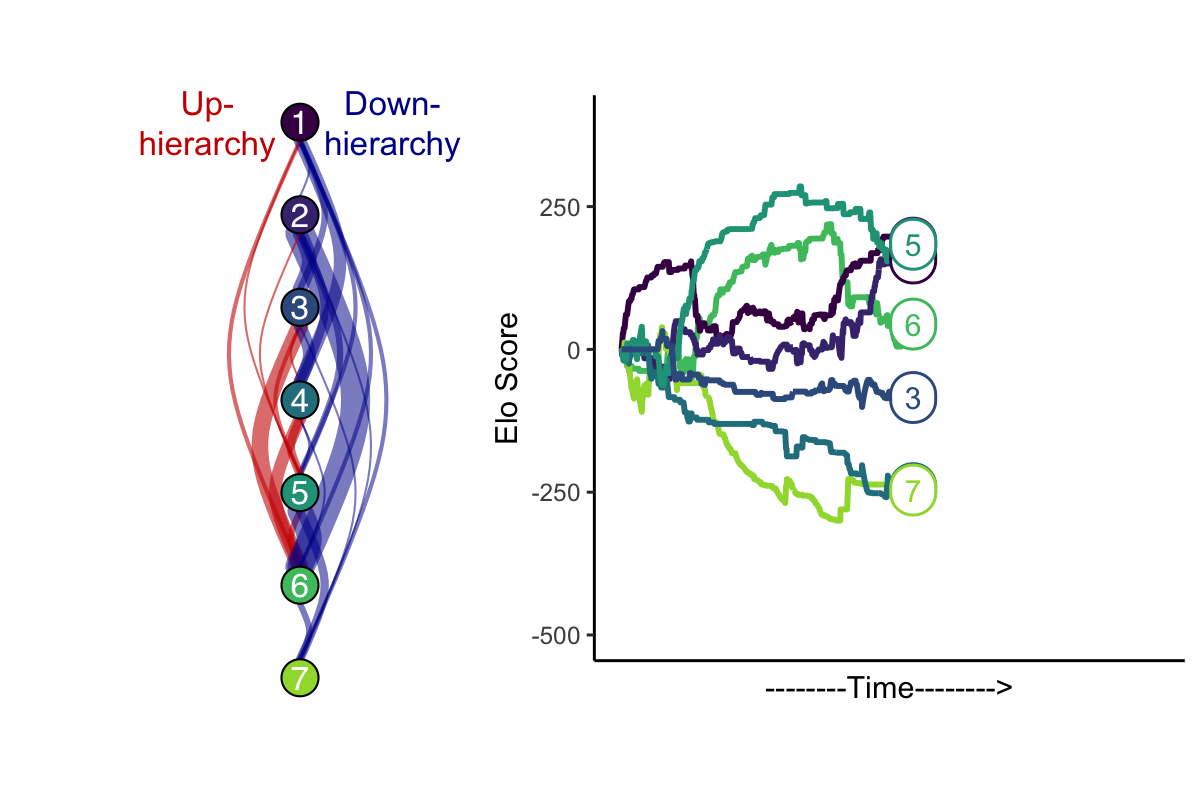 Up-
hierarchy
Down-
hierarchy
1
2
3
4
5
6
7
Elo Score
250
0
-250
-500
5
6
3
7
--------Time-------->